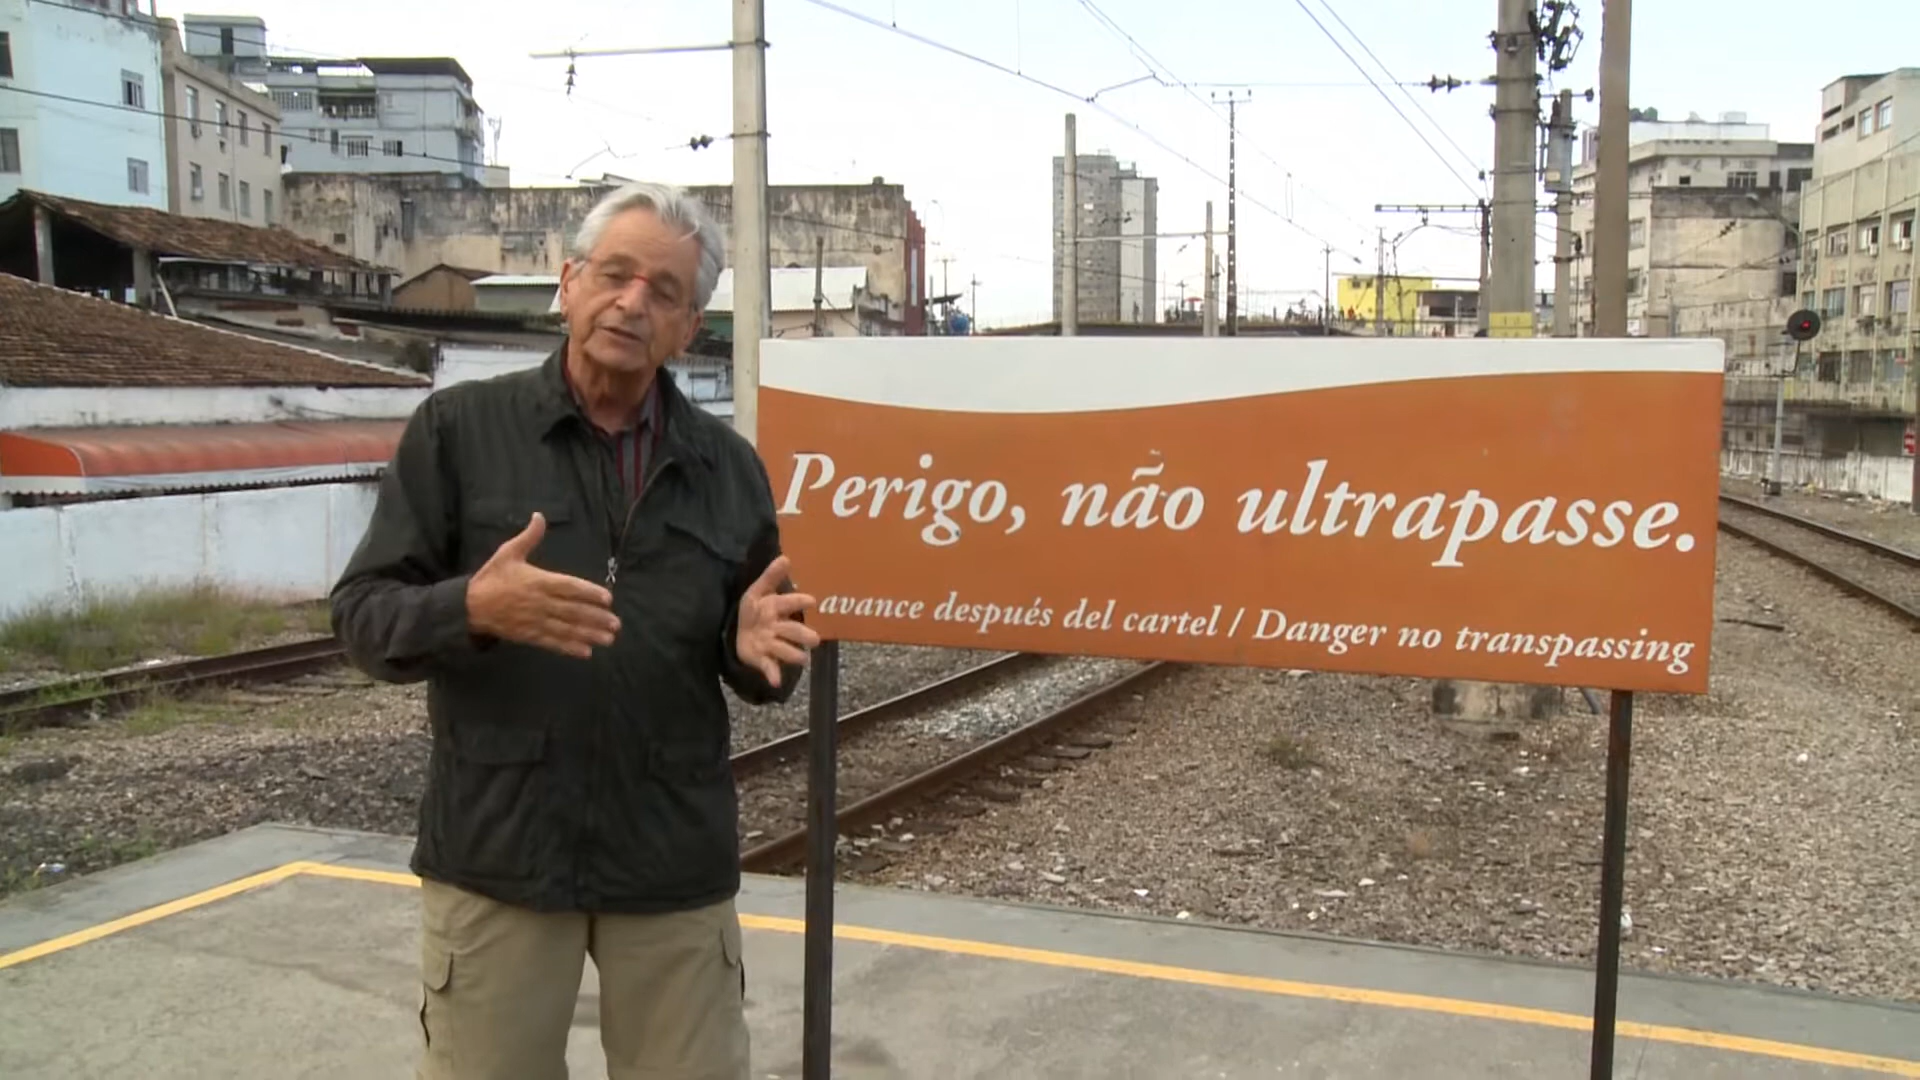 Perigo, não ultrapasse.
avance después del cartel / Danger no transpassing